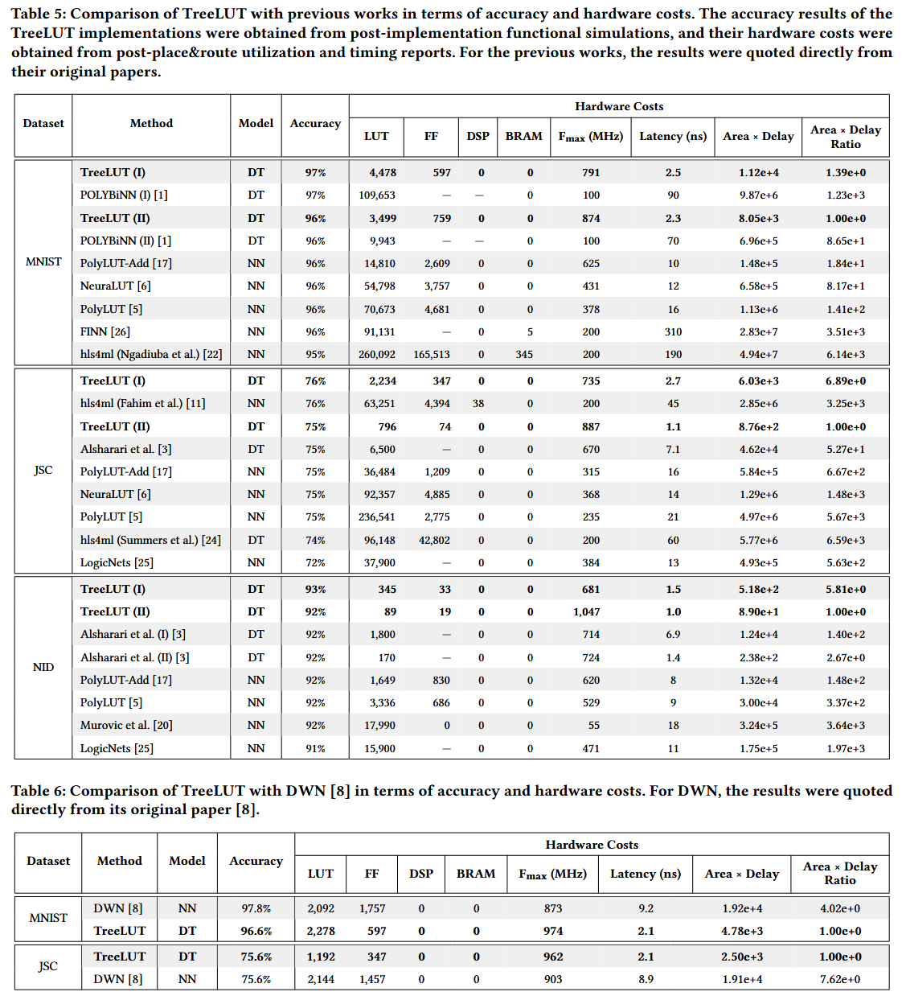 Table 5: Comparison of TreeLUT with previous works in terms of accuracy and hardware costs. The accuracy results of the
TreeLUT implementations were obtained from post-implementation functional simulations, and their hardware costs were
obtained from post-place&route utilization and timing reports. For the previous works, the results were quoted directly from
their original papers.
Dataset Method Model Accuracy Hardware Costs
LUT FF DSP BRAM Fmax (MHz) Latency (ns) Area × Delay Area × Delay Ratio
MNIST
TreeLUT (I) DT 97% 4,478 597 0 0 791 2.5 1.12e+4 1.39e+0
POLYBiNN (I) [1] DT 97% 109,653 — — 0 100 90 9.87e+6 1.23e+3
TreeLUT (II) DT 96% 3,499 759 0 0 874 2.3 8.05e+3 1.00e+0
POLYBiNN (II) [1] DT 96% 9,943 — — 0 100 70 6.96e+5 8.65e+1
PolyLUT-Add [17] NN 96% 14,810 2,609 0 0 625 10 1.48e+5 1.84e+1
NeuraLUT [6] NN 96% 54,798 3,757 0 0 431 12 6.58e+5 8.17e+1
PolyLUT [5] NN 96% 70,673 4,681 0 0 378 16 1.13e+6 1.41e+2
FINN [26] NN 96% 91,131 — 0 5 200 310 2.83e+7 3.51e+3
hls4ml (Ngadiuba et al.) [22] NN 95% 260,092 165,513 0 345 200 190 4.94e+7 6.14e+3
JSC
TreeLUT (I) DT 76% 2,234 347 0 0 735 2.7 6.03e+3 6.89e+0
hls4ml (Fahim et al.) [11] NN 76% 63,251 4,394 38 0 200 45 2.85e+6 3.25e+3
TreeLUT (II) DT 75% 796 74 0 0 887 1.1 8.76e+2 1.00e+0
Alsharari et al. [3] DT 75% 6,500 — 0 0 670 7.1 4.62e+4 5.27e+1
PolyLUT-Add [17] NN 75% 36,484 1,209 0 0 315 16 5.84e+5 6.67e+2
NeuraLUT [6] NN 75% 92,357 4,885 0 0 368 14 1.29e+6 1.48e+3
PolyLUT [5] NN 75% 236,541 2,775 0 0 235 21 4.97e+6 5.67e+3
hls4ml (Summers et al.) [24] DT 74% 96,148 42,802 0 0 200 60 5.77e+6 6.59e+3
LogicNets [25] NN 72% 37,900 — 0 0 384 13 4.93e+5 5.63e+2
NID
TreeLUT (I) DT 93% 345 33 0 0 681 1.5 5.18e+2 5.81e+0
TreeLUT (II) DT 92% 89 19 0 0 1,047 1.0 8.90e+1 1.00e+0
Alsharari et al. (I) [3] DT 92% 1,800 — 0 0 714 6.9 1.24e+4 1.40e+2
Alsharari et al. (II) [3] DT 92% 170 — 0 0 724 1.4 2.38e+2 2.67e+0
PolyLUT-Add [17] NN 92% 1,649 830 0 0 620 8 1.32e+4 1.48e+2
PolyLUT [5] NN 92% 3,336 686 0 0 529 9 3.00e+4 3.37e+2
Murovic et al. [20] NN 92% 17,990 0 0 0 55 18 3.24e+5 3.64e+3
LogicNets [25] NN 91% 15,900 — 0 0 471 11 1.75e+5 1.97e+3
Table 6: Comparison of TreeLUT with DWN [8] in terms of accuracy and hardware costs. For DWN, the results were quoted
directly from its original paper [8].
Dataset Method Model Accuracy Hardware Costs
LUT FF DSP BRAM Fmax (MHz) Latency (ns) Area × Delay Area × Delay Ratio
MNIST
DWN [8] NN 97.8% 2,092 1,757 0 0 873 9.2 1.92e+4 4.02e+0
TreeLUT DT 96.6% 2,278 597 0 0 974 2.1 4.78e+3 1.00e+0
JSC
TreeLUT DT 75.6% 1,192 347 0 0 962 2.1 2.50e+3 1.00e+0
DWN [8] NN 75.6% 2,144 1,457 0 0 903 8.9 1.91e+4 7.62e+0